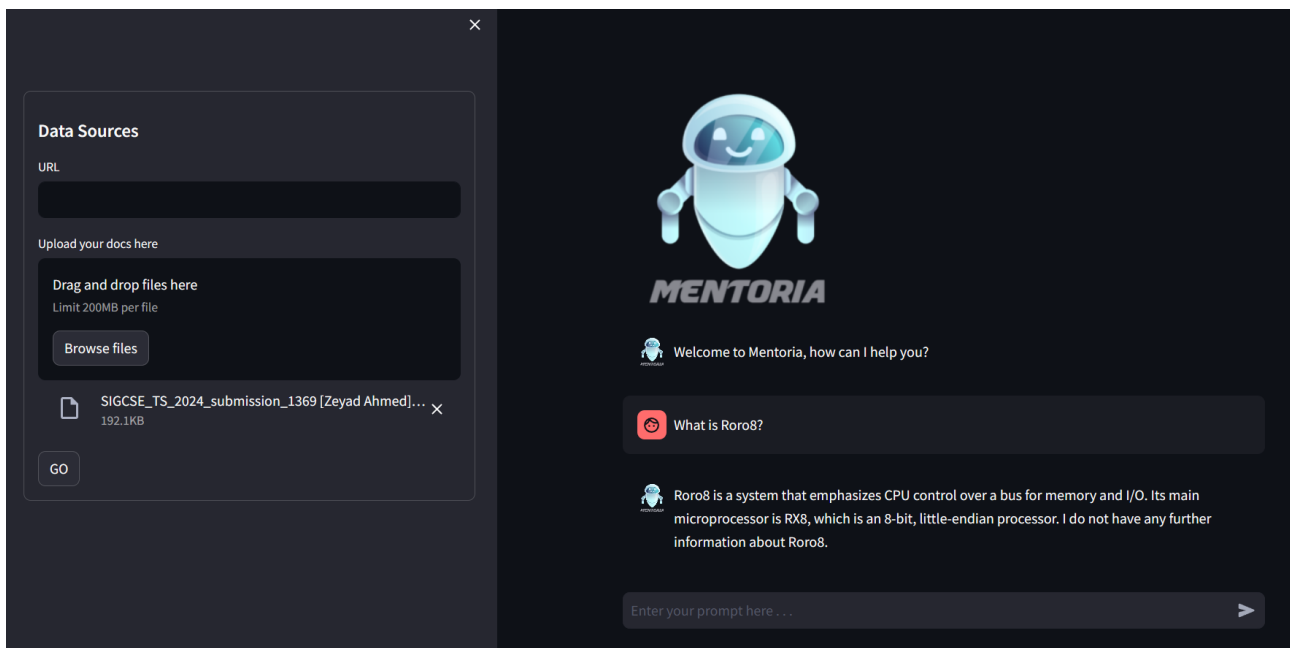 Data Sources
URL
Upload your docs here
Drag and drop files here
Limit 200MB per file
Browse files
SIGCSE_TS_2024_submission_1369 [Zeyad Ahmed]...
192.1KB
GO
MENTORIA
Welcome to Mentoria, how can I help you?
What is Roro8?
Roro8 is a system that emphasizes CPU control over a bus for memory and I/O. Its main
microprocessor is RX8, which is an 8-bit, little-endian processor. I do not have any further
information about Roro8.
Enter your prompt here . . .